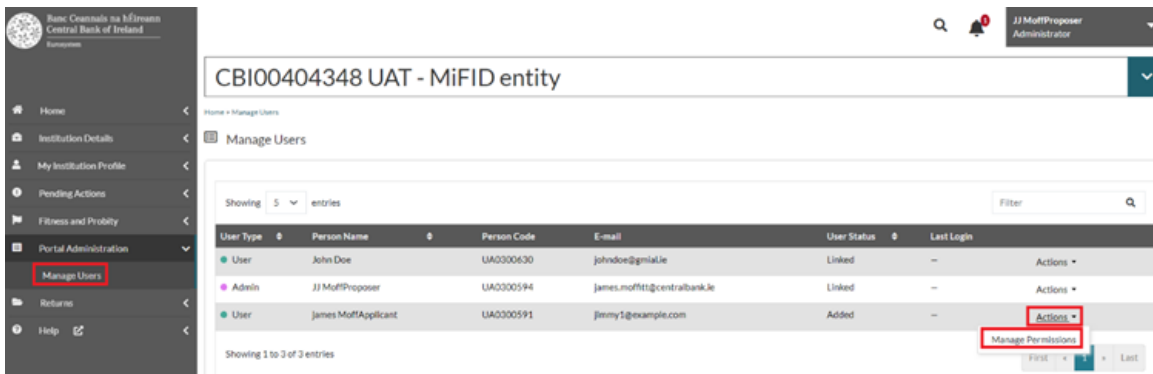 Banc Ceannais na hÉireann
Central Bank of Ireland
Eurosystem
1
JJ MoffProposer
Administrator
CBI00404348 UAT - MiFID entity
Home
Institution Details
My Institution Profile
Pending Actions
Fitness and Probity
Portal Administration
Manage Users
Returns
Help
Home » Manage Users
Manage Users
Showing 5 entries
Filter
User Type Person Name Person Code E-mail User Status Last Login
User John Doe UA0300630 johndoe@gmial.ie Linked – Actions
Admin JJ MoffProposer UA0300594 james.moffitt@centralbank.ie Linked – Actions
User James MoffApplicant UA0300591 jimmy1@example.com Added – Actions
Manage Permissions
Showing 1 to 3 of 3 entries
First « 1 » Last